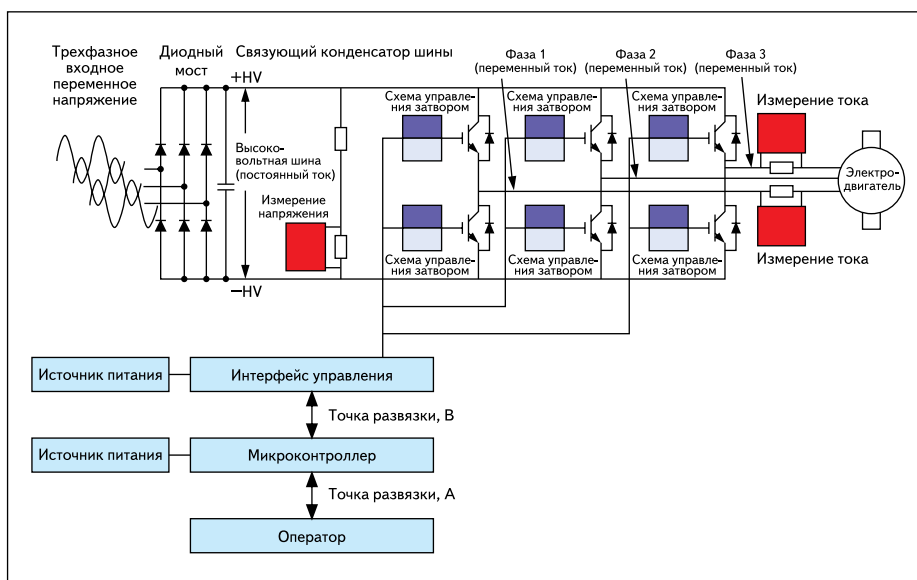 Трехфазное
входное
переменное
напряжение
Диодный
мост
Связующий конденсатор шины
+HV
Высоко-
вольтная шина
(постоянный ток)
Измерение
напряжения
−HV
Фаза 1
(переменный ток)
Фаза 2
(переменный ток)
Фаза 3
(переменный ток)
Схема управле-
ния затвором
Схема управле-
ния затвором
Схема управле-
ния затвором
Измерение тока
Электро-
двигатель
Схема управле-
ния затвором
Схема управле-
ния затвором
Схема управле-
ния затвором
Измерение тока
Источник питания
Интерфейс управления
Точка развязки, В
Источник питания
Микроконтроллер
Точка развязки, А
Оператор